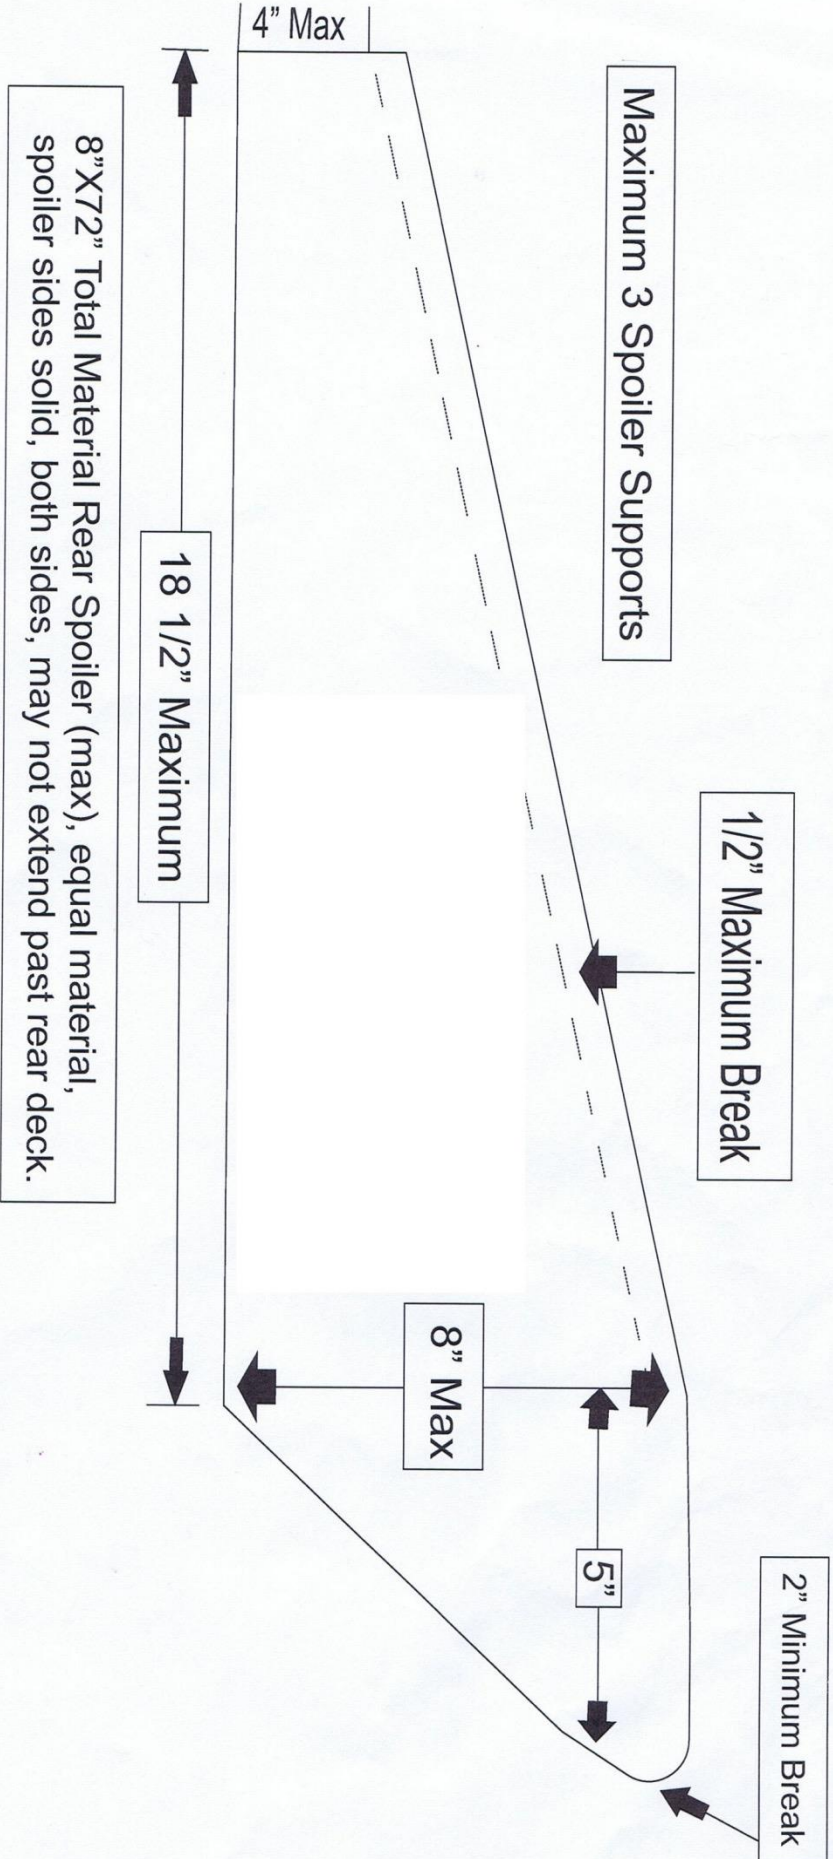 Maximum 3 Spoiler Supports
1/2” Maximum Break
2” Minimum Break
4” Max
8” Max
5”
18 1/2” Maximum
8”X72” Total Material Rear Spoiler (max), equal material,
spoiler sides solid, both sides, may not extend past rear deck.